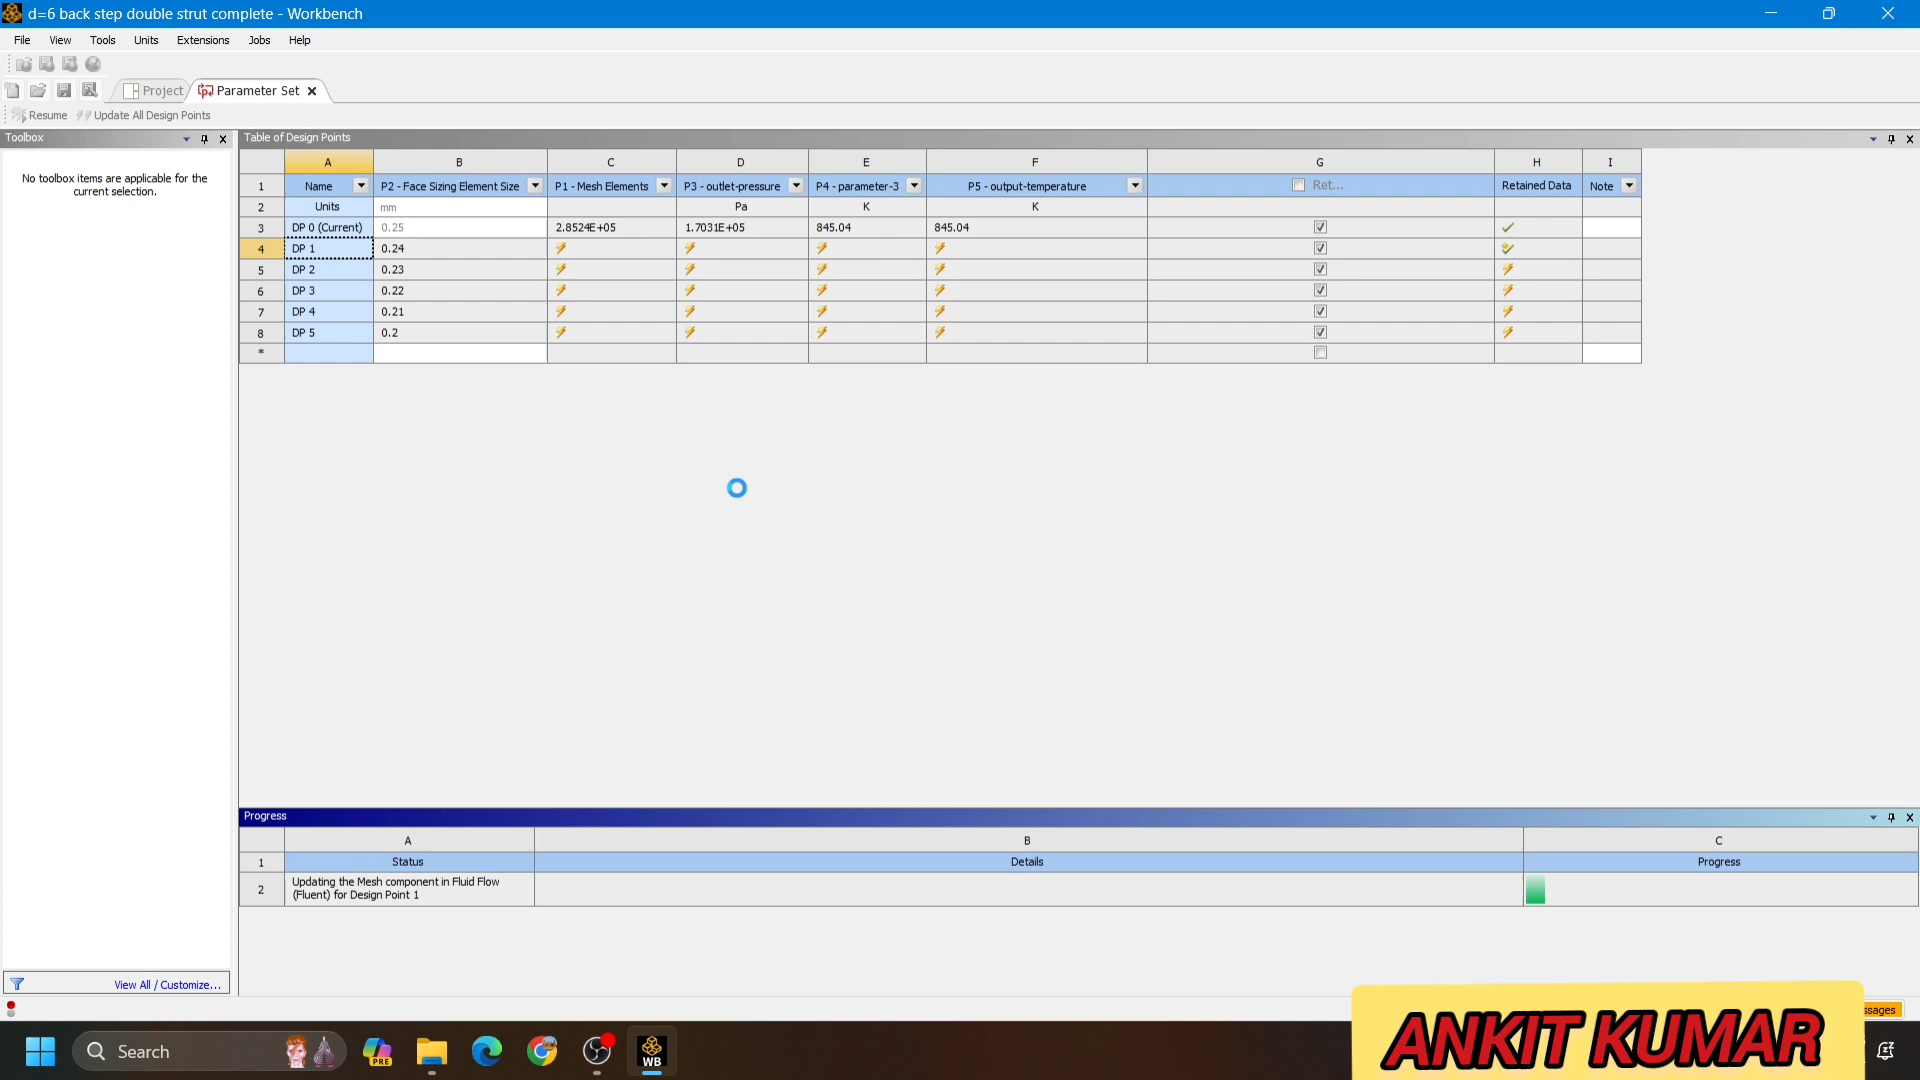 d=6 back step double strut complete - Workbench
File View Tools Units Extensions Jobs Help
Project Parameter Set
Resume Update All Design Points
Toolbox
No toolbox items are applicable for the
current selection.
View All / Customize...
Table of Design Points
A B C D E F G H I
1 Name P2 - Face Sizing Element Size P1 - Mesh Elements P3 - outlet-pressure P4 - parameter-3 P5 - output-temperature Ret... Retained Data Note
2 Units mm Pa K K
3 DP 0 (Current) 0.25 2.8524E+05 1.7031E+05 845.04 845.04
4 DP 1 0.24
5 DP 2 0.23
6 DP 3 0.22
7 DP 4 0.21
8 DP 5 0.2
*
Progress
A B C
1 Status Details Progress
2 Updating the Mesh component in Fluid Flow
(Fluent) for Design Point 1
ssages
Search
PRE
WB
ANKIT KUMAR